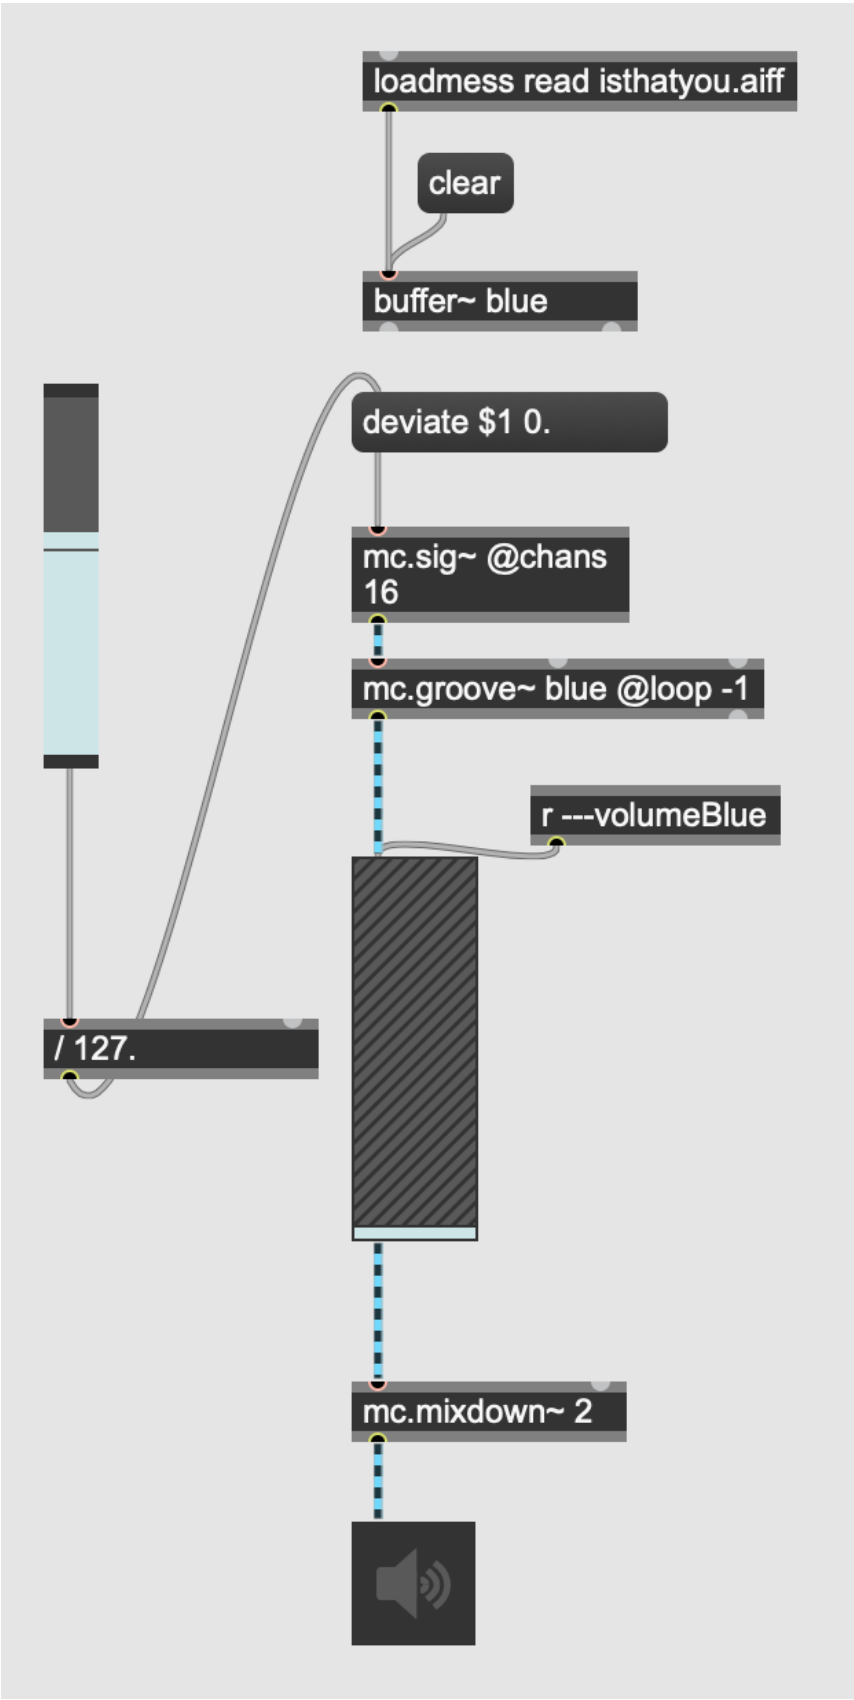 loadmess read isthatyou.aiff
clear
buffer~ blue
deviate $1 0.
mc.sig~ @chans
16
mc.groove~ blue @loop -1
r ---volumeBlue
/ 127.
mc.mixdown~ 2